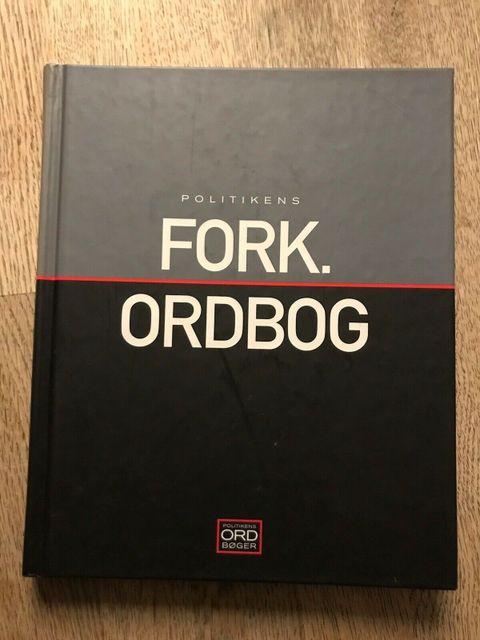 POLITIKENS
FORK.
ORDBOG
POLITIKENS
ORD
BØGER